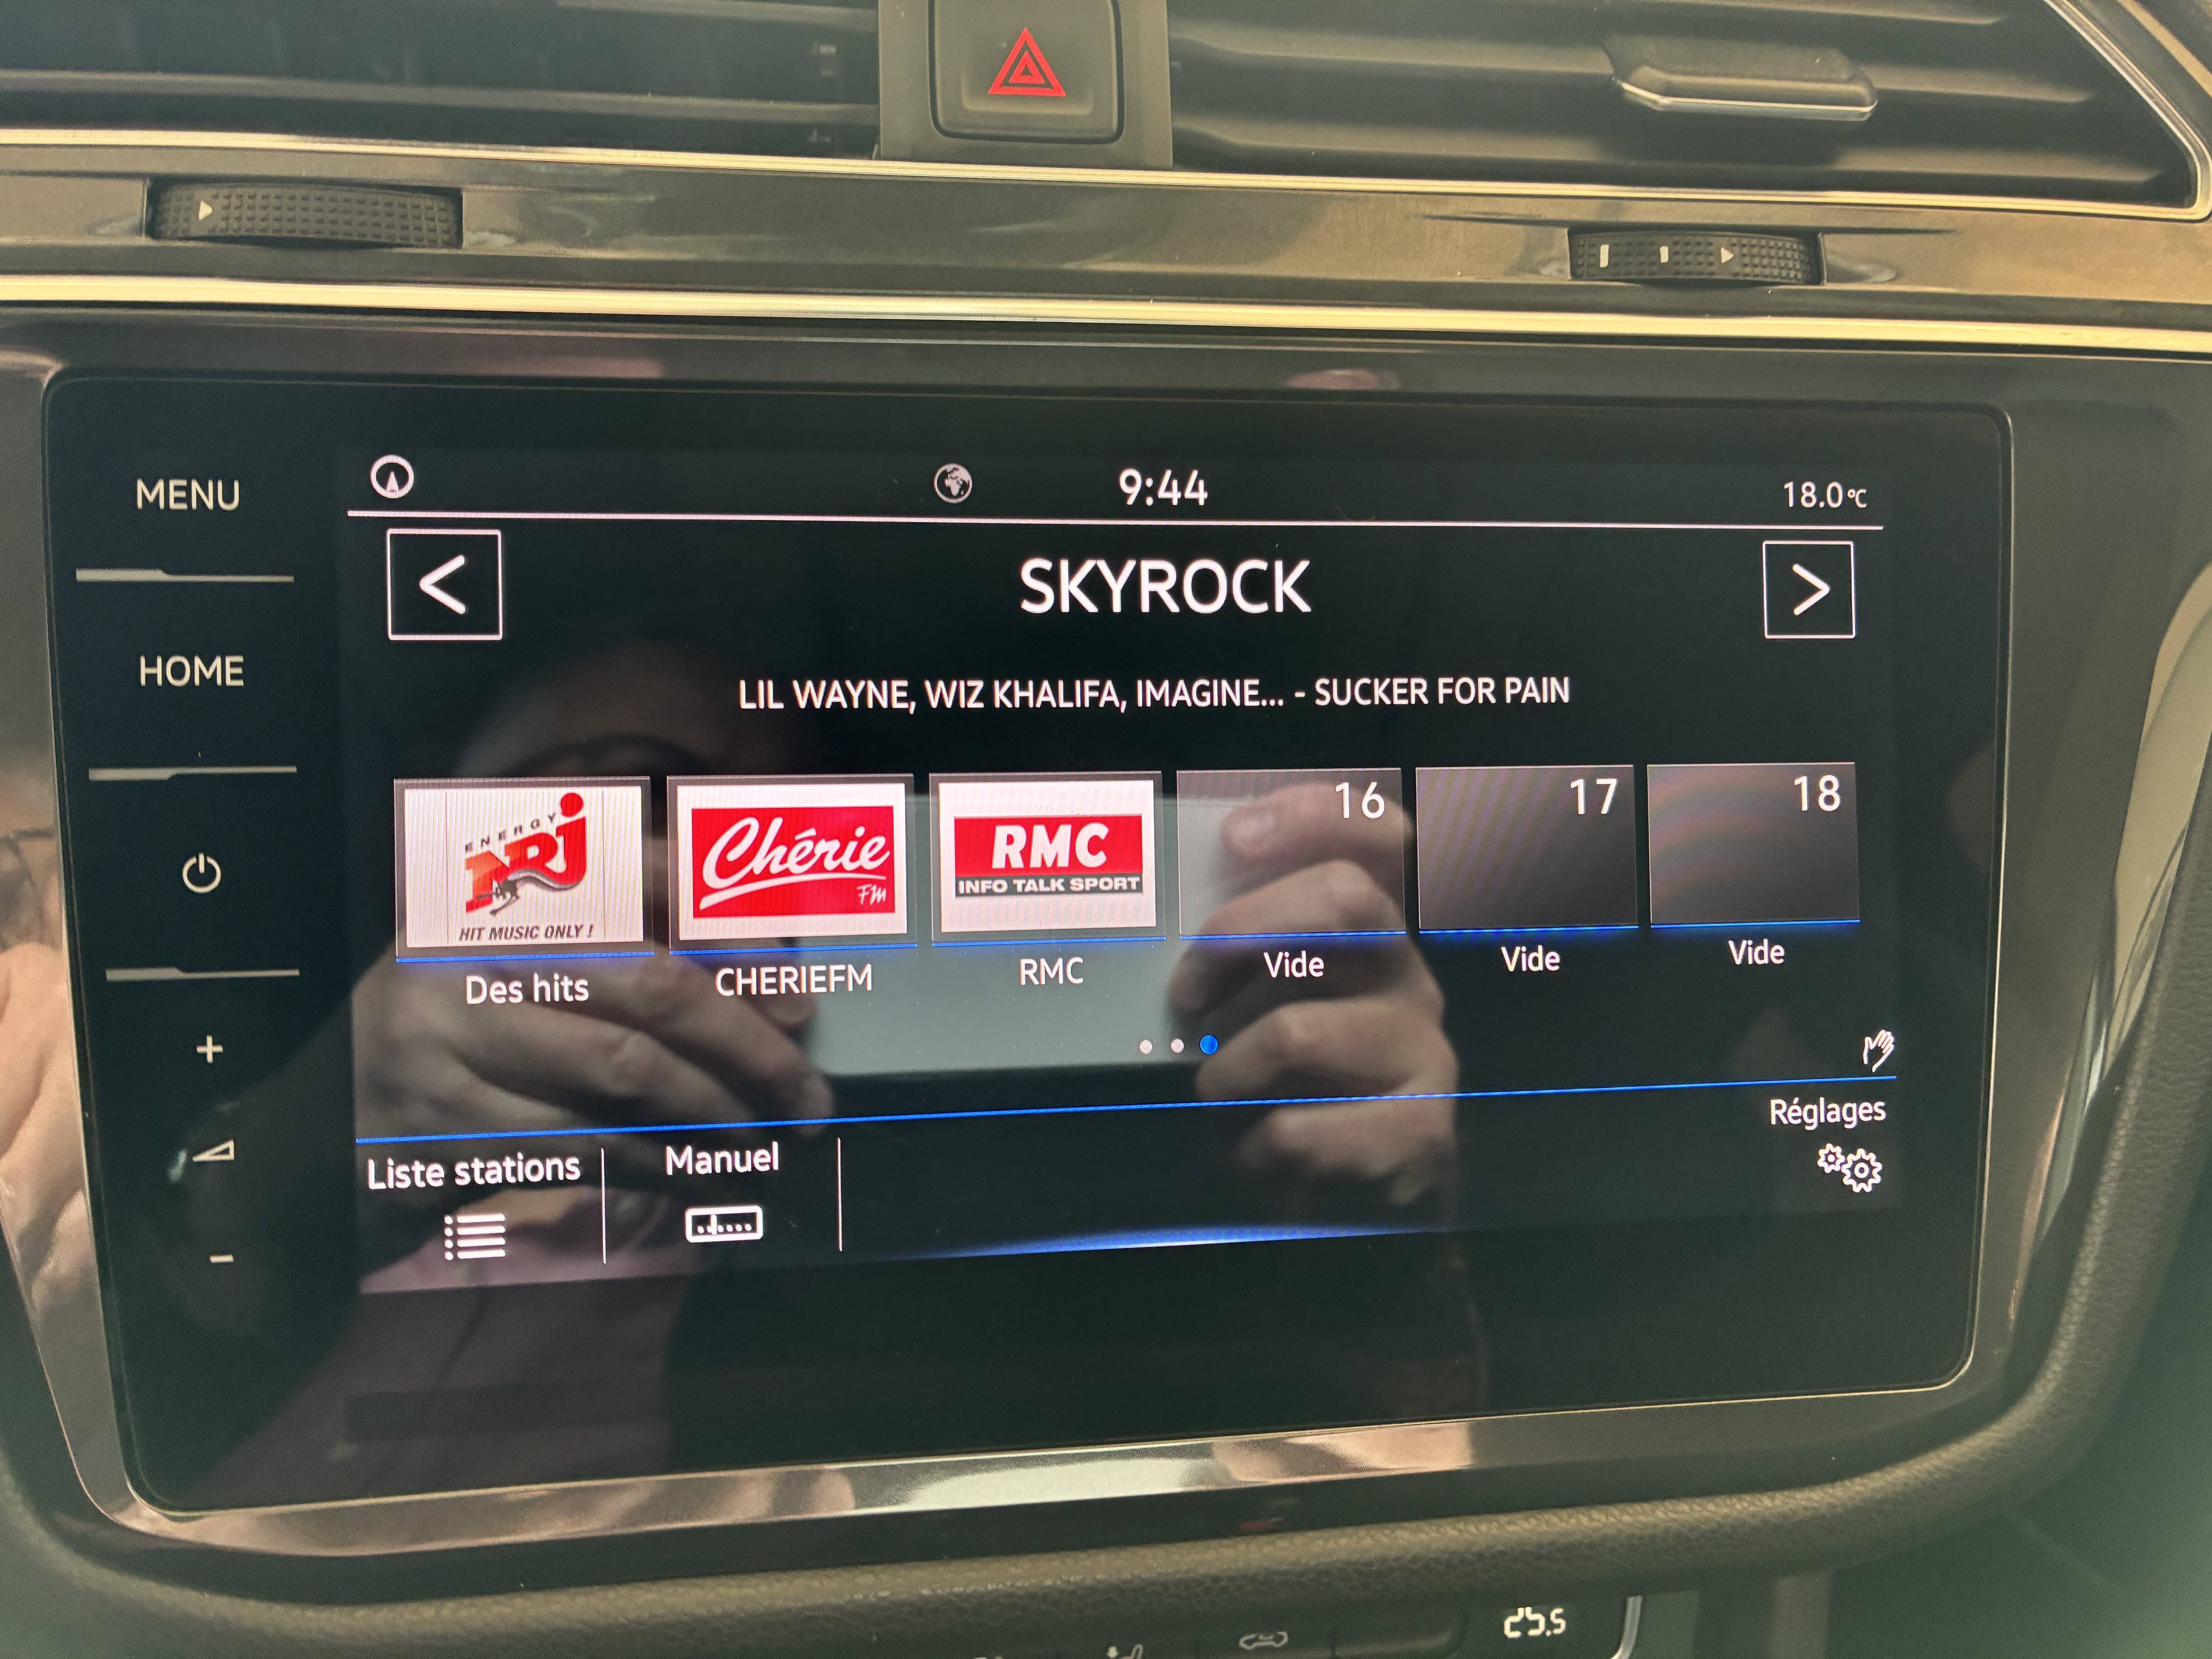 MENU
HOME
+
-
9:44
18.0°C
<
SKYROCK
>
LIL WAYNE, WIZ KHALIFA, IMAGINE... - SUCKER FOR PAIN
ENERGY
NRJ
HIT MUSIC ONLY !
Chérie
FM
RMC
INFO TALK SPORT
16
17
18
Des hits
CHERIEFM
RMC
Vide
Vide
Vide
Liste stations
Manuel
Réglages
25.5